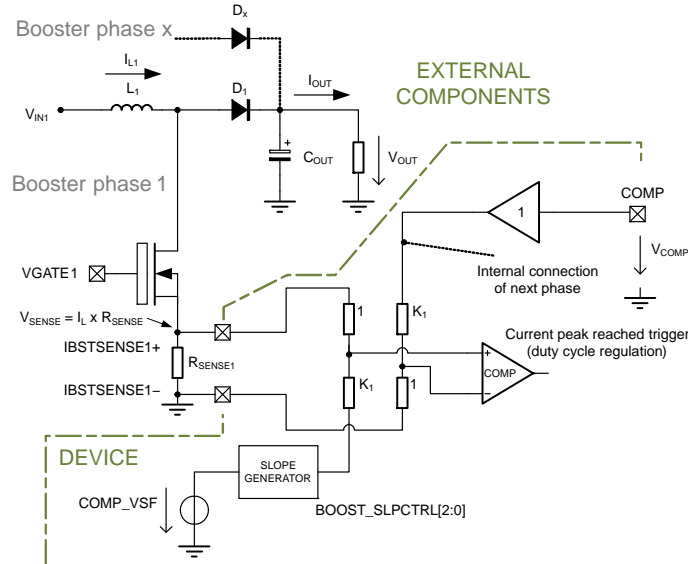 Booster phase x
Dx
IL1
L1
D1
IOUT
VIN1
EXTERNAL
COMPONENTS
+
COUT
VOUT
Booster phase 1
COMP
1
VCOMP
VGATE1
Internal connection
of next phase
VSENSE = IL x RSENSE
IBSTSENSE1+
1
K1
Current peak reached trigger
(duty cycle regulation)
RSENSE1
+
COMP
−
IBSTSENSE1−
K1
1
DEVICE
SLOPE
GENERATOR
COMP_VSF
BOOST_SLPCTRL[2:0]